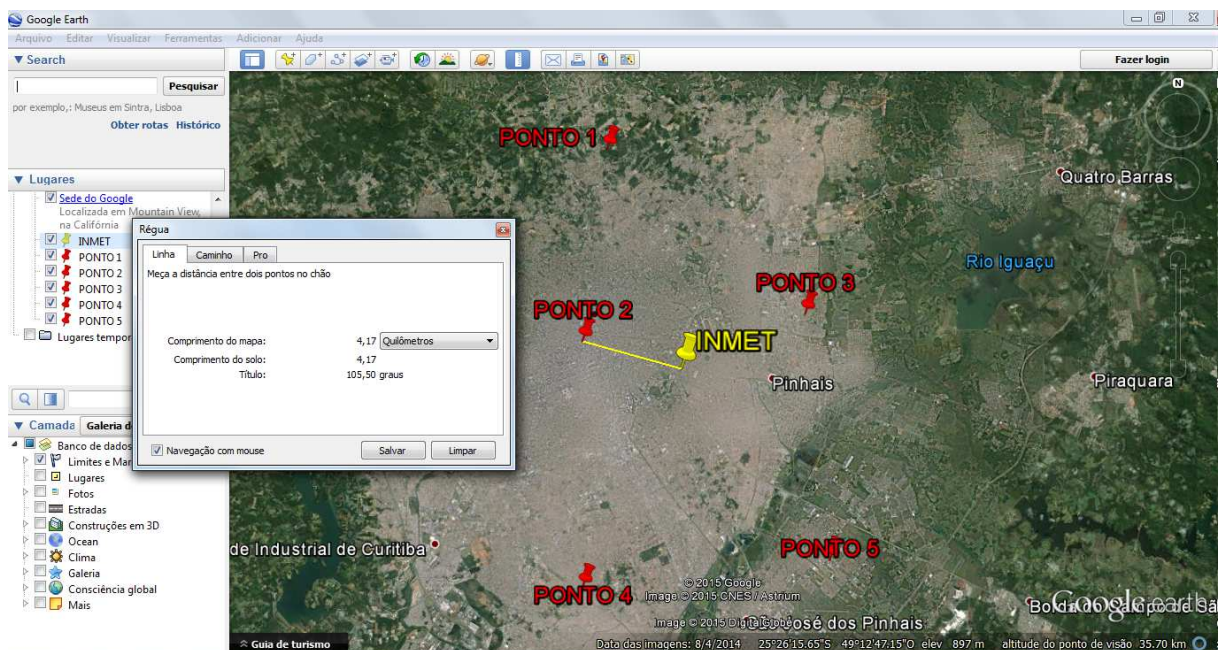 Google Earth
Arquivo Editar Visualizar Ferramentas Adicionar Ajuda
Search
Pesquisar
por exemplo,: Museus em Sintra, Lisboa
Obter rotas Histórico
Fazer login
Lugares
Sede do Google
Localizada em Mountain View,
na Califórnia
INMET
PONTO 1
PONTO 2
PONTO 3
PONTO 4
PONTO 5
Lugares tempor
Camada Galeria d
Banco de dados
Limites e Mar
Lugares
Fotos
Estradas
Construções em 3D
Ocean
Clima
Galeria
Consciência global
Mais
Régua
Linha Caminho Pro
Meça a distância entre dois pontos no chão
Comprimento do mapa: 4,17 Quilômetros
Comprimento do solo: 4,17
Título: 105,50 graus
Navegação com mouse Salvar Limpar
N
PONTO 1
Quatro Barras
Rio Iguaçu
PONTO 3
PONTO 2
INMET
Pinhais
Piraquara
de Industrial de Curitiba
PONTO 5
PONTO 4
© 2015 Google
Image © 2015 CNES / Astrium
Image © 2015 DigitalGlobe
osé dos Pinhais
Google earth
Guia de turismo
Data das imagens: 8/4/2014 25°26'15.65"S 49°12'47.15"O elev 897 m altitude do ponto de visão 35.70 km